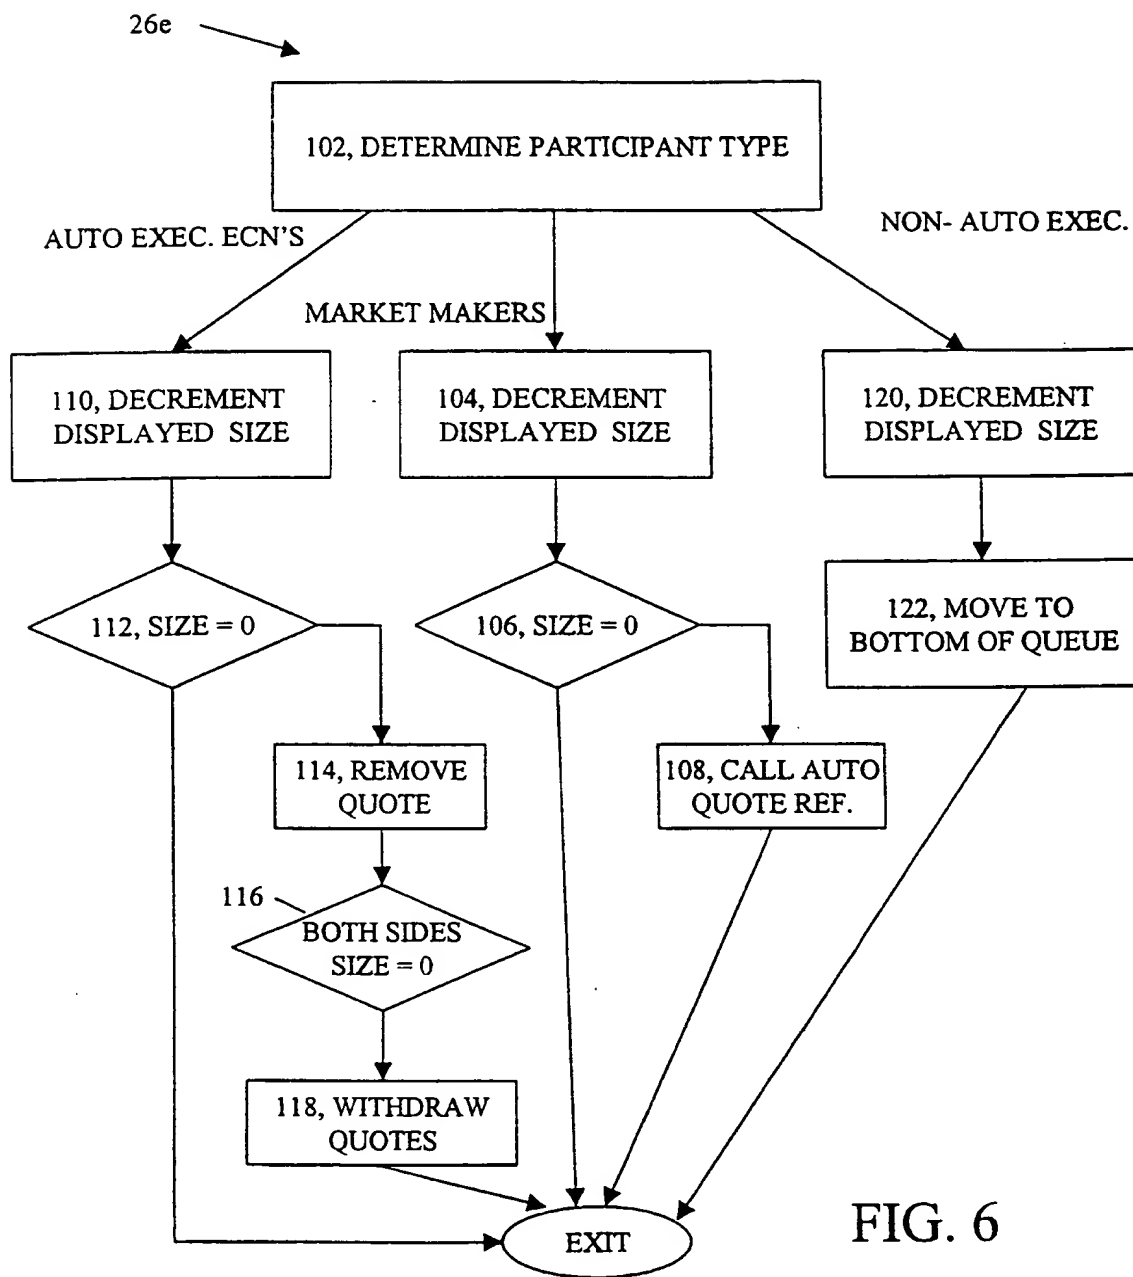 26e
102, DETERMINE PARTICIPANT TYPE
AUTO EXEC. ECN'S
NON- AUTO EXEC.
MARKET MAKERS
110, DECREMENT
DISPLAYED SIZE
104, DECREMENT
DISPLAYED SIZE
120, DECREMENT
DISPLAYED SIZE
112, SIZE = 0
106, SIZE = 0
122, MOVE TO
BOTTOM OF QUEUE
114, REMOVE
QUOTE
108, CALL AUTO
QUOTE REF.
116
BOTH SIDES
SIZE = 0
118, WITHDRAW
QUOTES
EXIT
FIG. 6